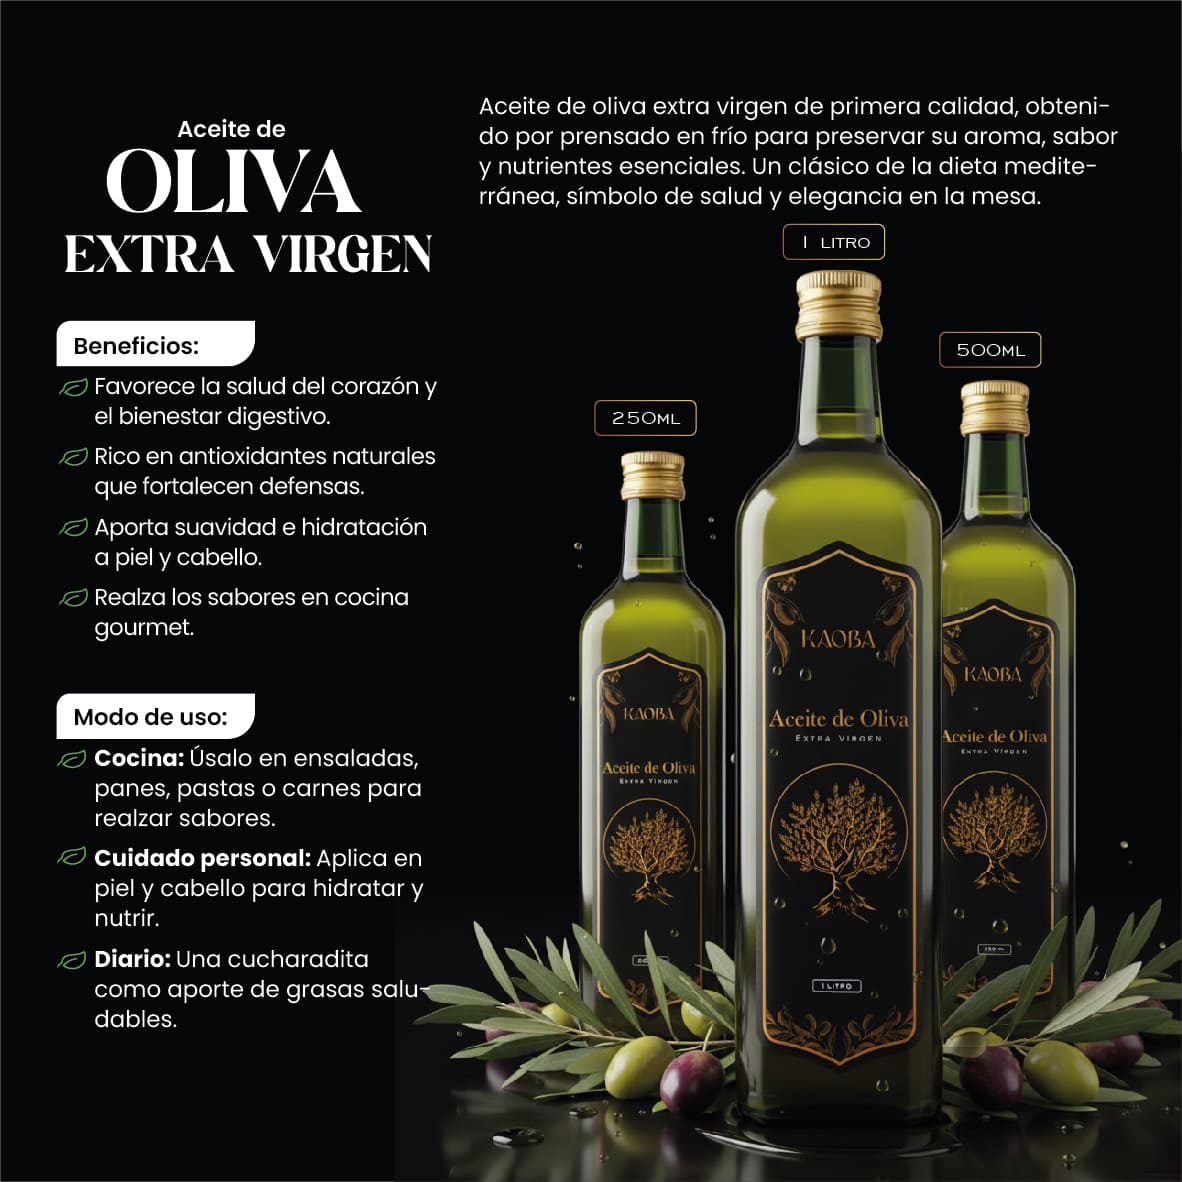 Aceite de
OLIVA
EXTRA VIRGEN
Aceite de oliva extra virgen de primera calidad, obteni-
do por prensado en frío para preservar su aroma, sabor
y nutrientes esenciales. Un clásico de la dieta medite-
rránea, símbolo de salud y elegancia en la mesa.
Beneficios:
Favorece la salud del corazón y
el bienestar digestivo.
Rico en antioxidantes naturales
que fortalecen defensas.
Aporta suavidad e hidratación
a piel y cabello.
Realza los sabores en cocina
gourmet.
Modo de uso:
Cocina: Úsalo en ensaladas,
panes, pastas o carnes para
realzar sabores.
Cuidado personal: Aplica en
piel y cabello para hidratar y
nutrir.
Diario: Una cucharadita
como aporte de grasas salu-
dables.
250ML
KAOBA
Aceite de Oliva
EXTRA VIRGEN
1 LITRO
KAOBA
Aceite de Oliva
EXTRA VIRGEN
1 LITRO
500ML
KAOBA
Aceite de Oliva
EXTRA VIRGEN